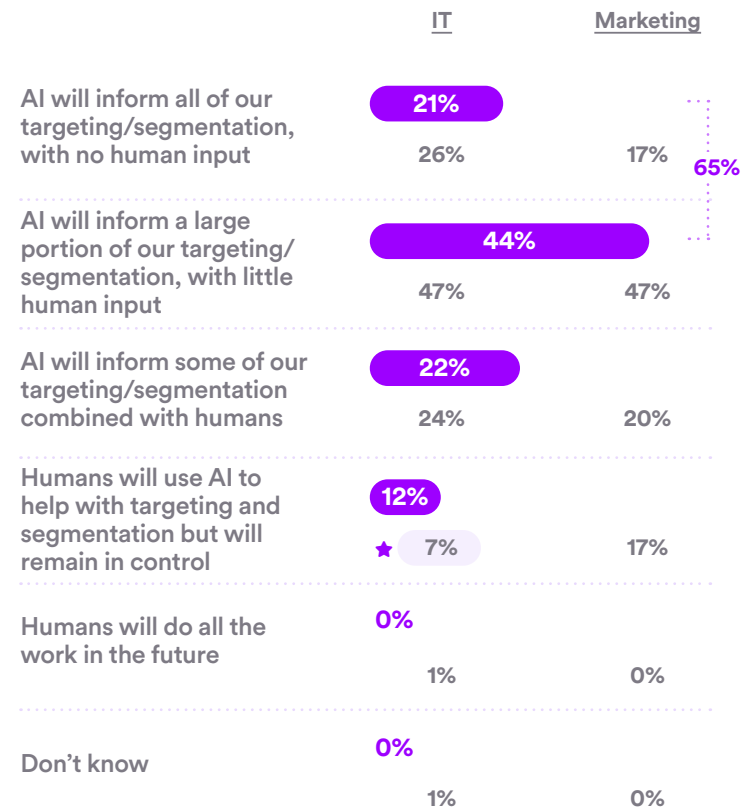 IT Marketing
AI will inform all of our
targeting/segmentation,
with no human input
21%
26% 17%
65%
AI will inform a large
portion of our targeting/
segmentation, with little
human input
44%
47% 47%
AI will inform some of our
targeting/segmentation
combined with humans
22%
24% 20%
Humans will use AI to
help with targeting and
segmentation but will
remain in control
12%
7% 17%
Humans will do all the
work in the future
0%
1% 0%
Don’t know
0%
1% 0%